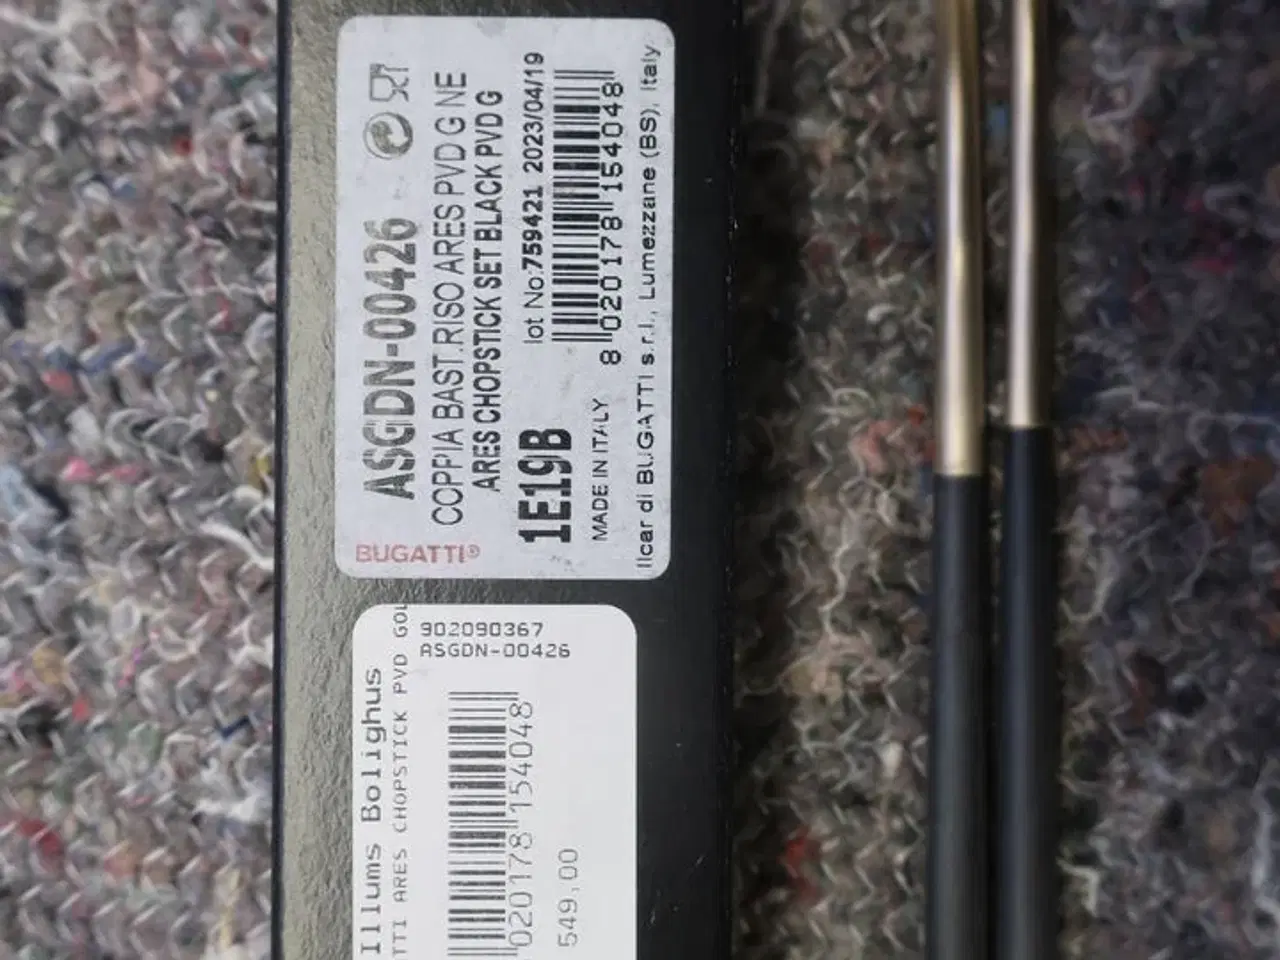 BUGATTI®
ASGDN-00426
COPPIA BAST.RISO ARES PVD G NE
ARES CHOPSTICK SET BLACK PVD G
1E19B
lot No.759421 2023/04/19
MADE IN ITALY
8 020178 154048
Ilcar di BUGATTI s.r.l., Lumezzane (BS), Italy
Illums Bolighus
TTI ARES CHOPSTICK PVD GOL
902090367
ASGDN-00426
020178 154048
549.00